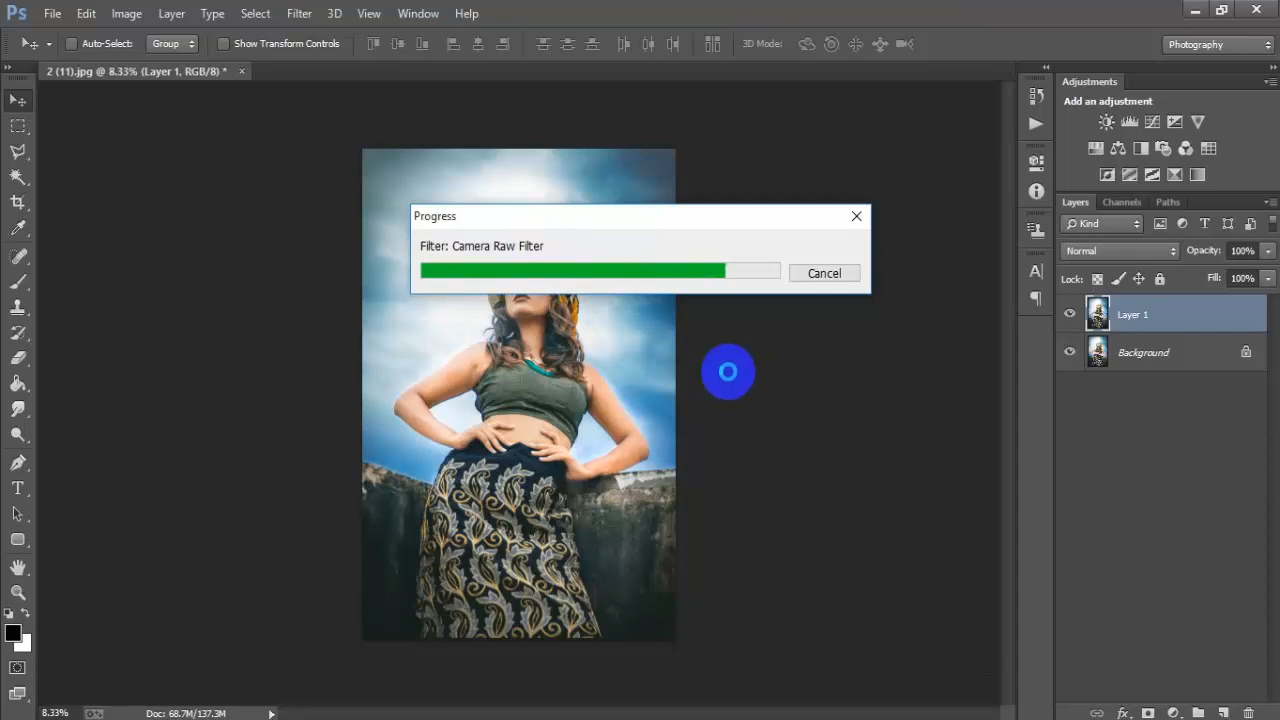 Ps File Edit Image Layer Type Select Filter 3D View Window Help
Auto-Select: Group Show Transform Controls 3D Mode: Photography
2 (11).jpg @ 8.33% (Layer 1, RGB/8) *
Adjustments
Add an adjustment
Progress
Filter: Camera Raw Filter
Cancel
Layers Channels Paths
Kind
Normal Opacity: 100%
Lock: Fill: 100%
Layer 1
Background
8.33% Doc: 68.7M/137.3M